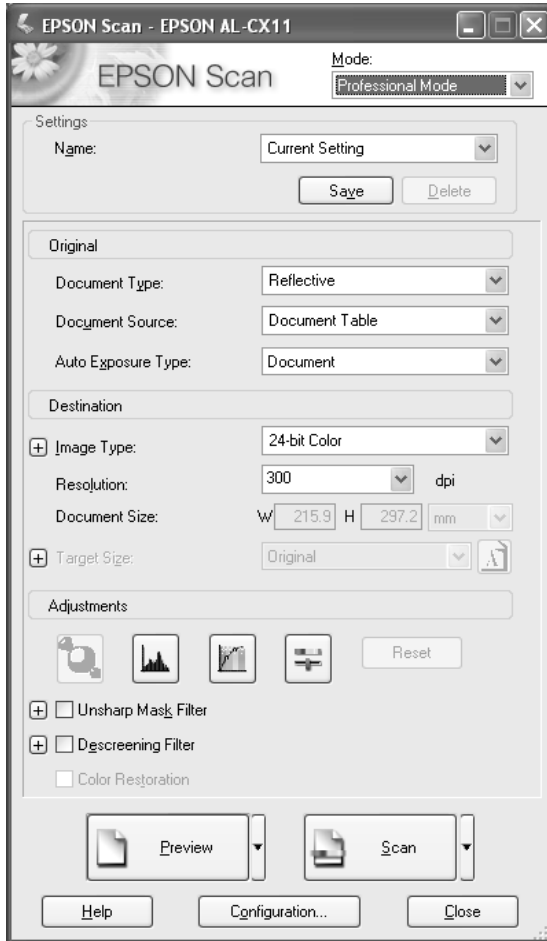 EPSON Scan - EPSON AL-CX11
EPSON Scan
Mode:
Professional Mode
Settings
Name:
Current Setting
Save
Delete
Original
Document Type:
Reflective
Document Source:
Document Table
Auto Exposure Type:
Document
Destination
Image Type:
24-bit Color
Resolution:
300
dpi
Document Size:
W 215.9 H 297.2 mm
Target Size:
Original
A
Adjustments
Reset
Unsharp Mask Filter
Descreening Filter
Color Restoration
Preview
Scan
Help
Configuration...
Close